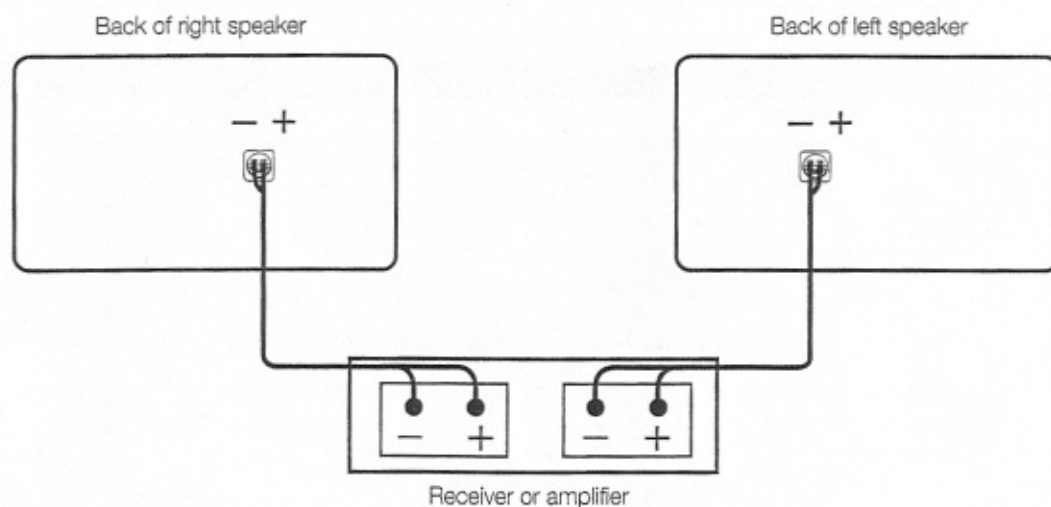 Back of right speaker
Back of left speaker
− +
− +
− +
− +
Receiver or amplifier